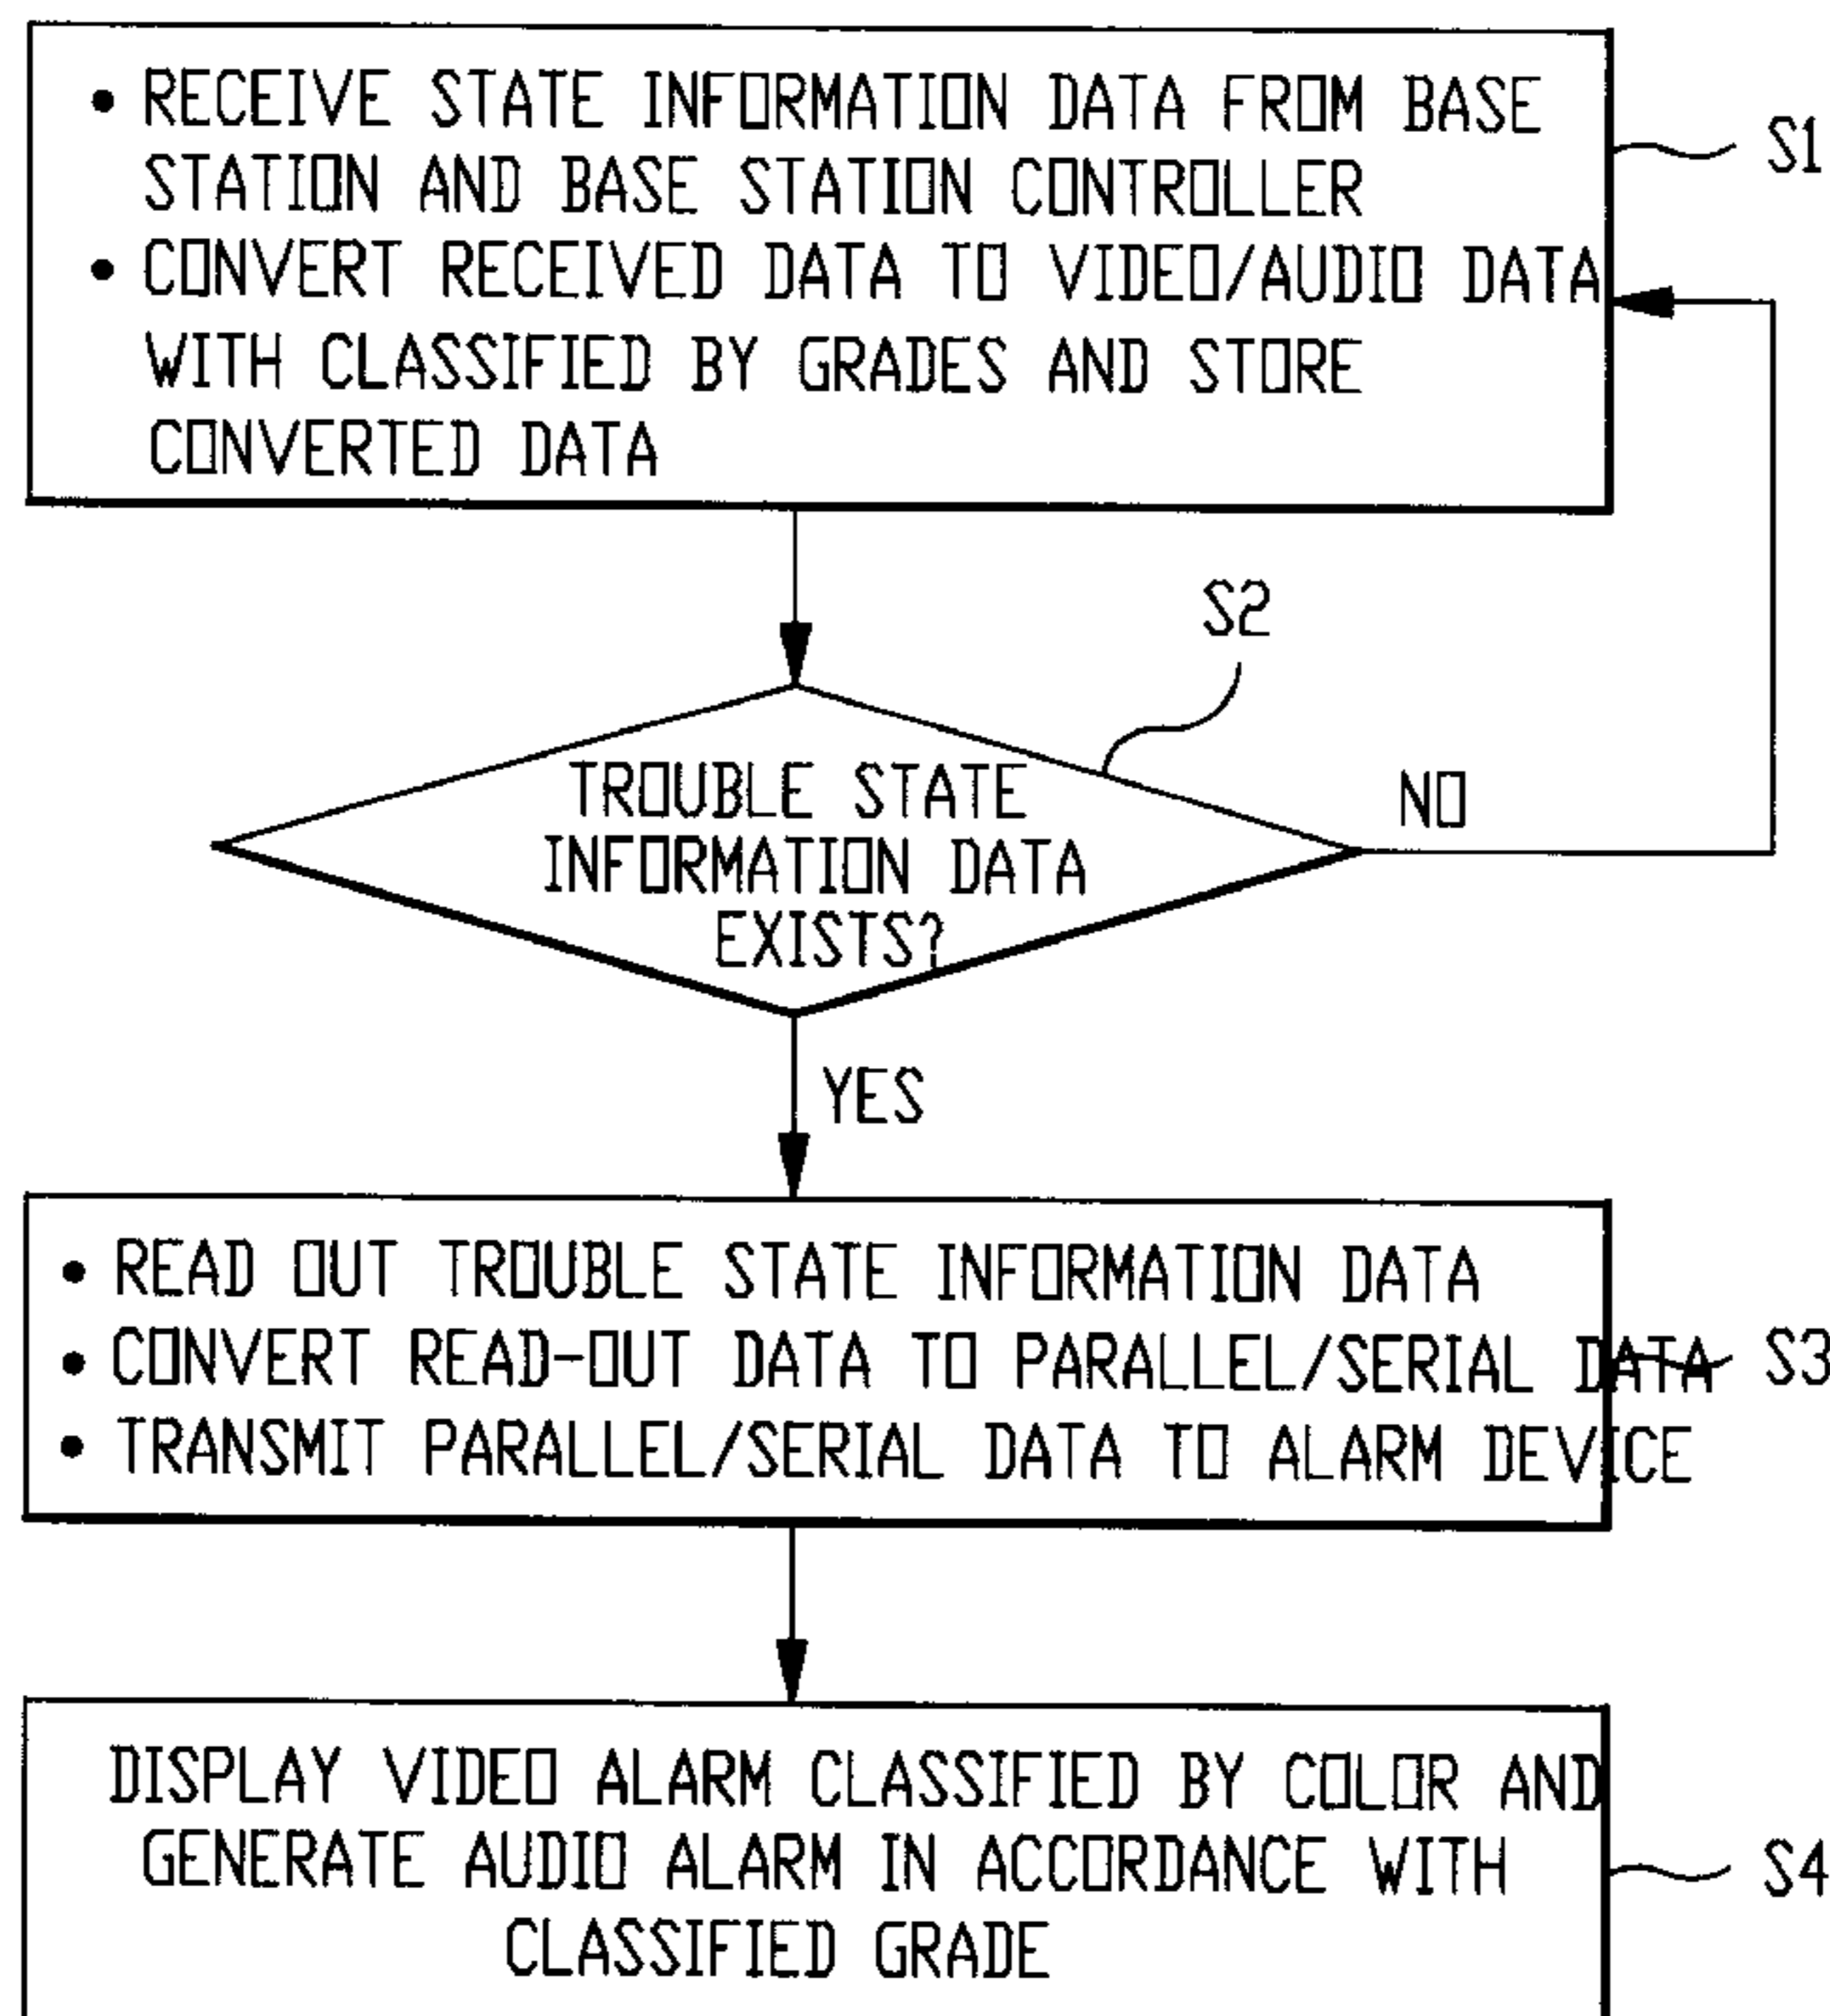 • RECEIVE STATE INFORMATION DATA FROM BASE
STATION AND BASE STATION CONTROLLER
S1
• CONVERT RECEIVED DATA TO VIDEO/AUDIO DATA
WITH CLASSIFIED BY GRADES AND STORE
CONVERTED DATA
S2
TROUBLE STATE
INFORMATION DATA
EXISTS?
NO
YES
• READ OUT TROUBLE STATE INFORMATION DATA
• CONVERT READ-OUT DATA TO PARALLEL/SERIAL DATA
S3
• TRANSMIT PARALLEL/SERIAL DATA TO ALARM DEVICE
DISPLAY VIDEO ALARM CLASSIFIED BY COLOR AND
GENERATE AUDIO ALARM IN ACCORDANCE WITH
CLASSIFIED GRADE
S4